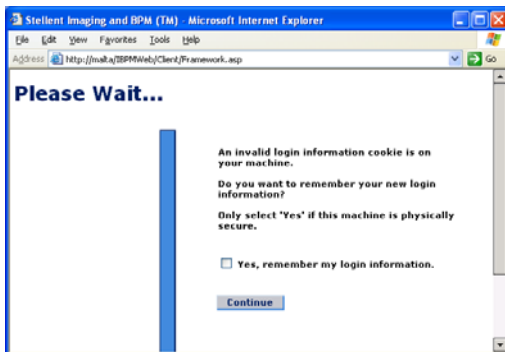 Stellent Imaging and BPM (TM) - Microsoft Internet Explorer
File Edit View Favorites Tools Help
Address http://malta/IBPMWeb/Client/Framework.asp Go
Please Wait...
An invalid login information cookie is on
your machine.
Do you want to remember your new login
information?
Only select 'Yes' if this machine is physically
secure.
Yes, remember my login information.
Continue